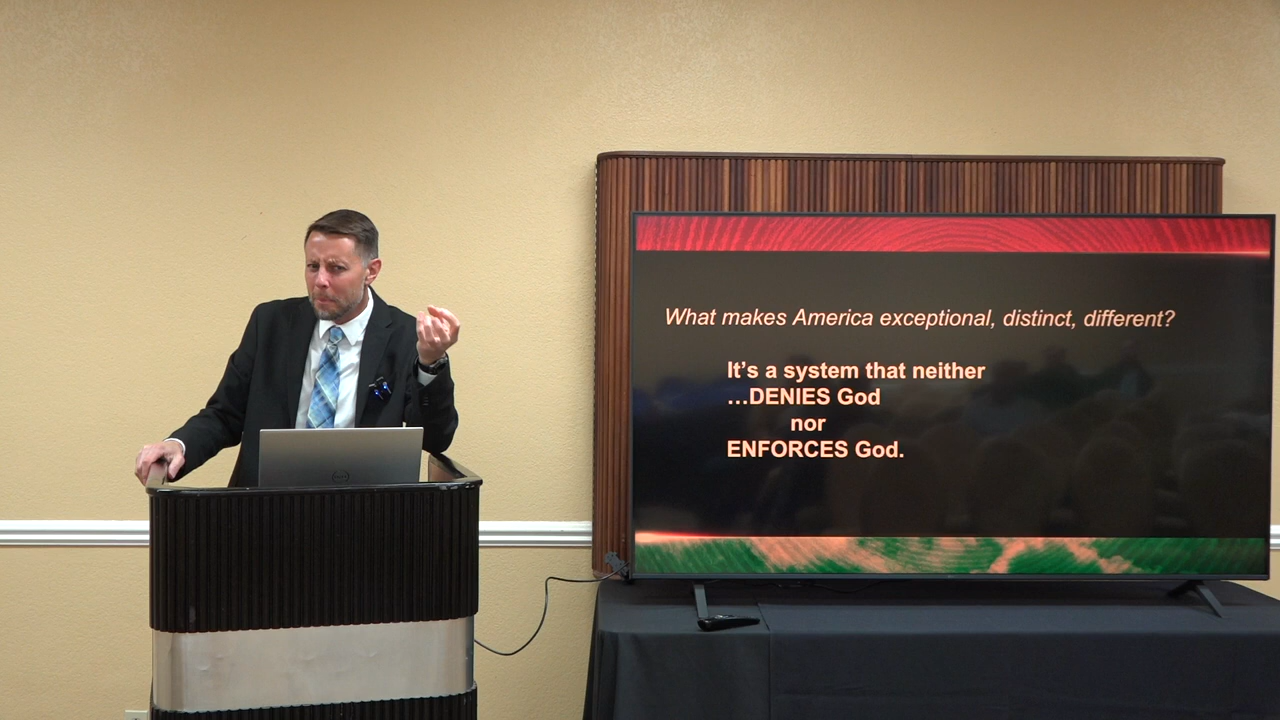 What makes America exceptional, distinct, different?
It’s a system that neither
…DENIES God
nor
ENFORCES God.